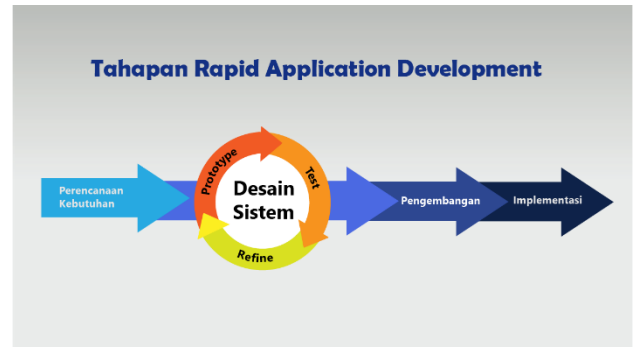 Tahapan Rapid Application Development
Perencanaan
Kebutuhan
Prototype
Test
Desain
Sistem
Refine
Pengembangan
Implementasi